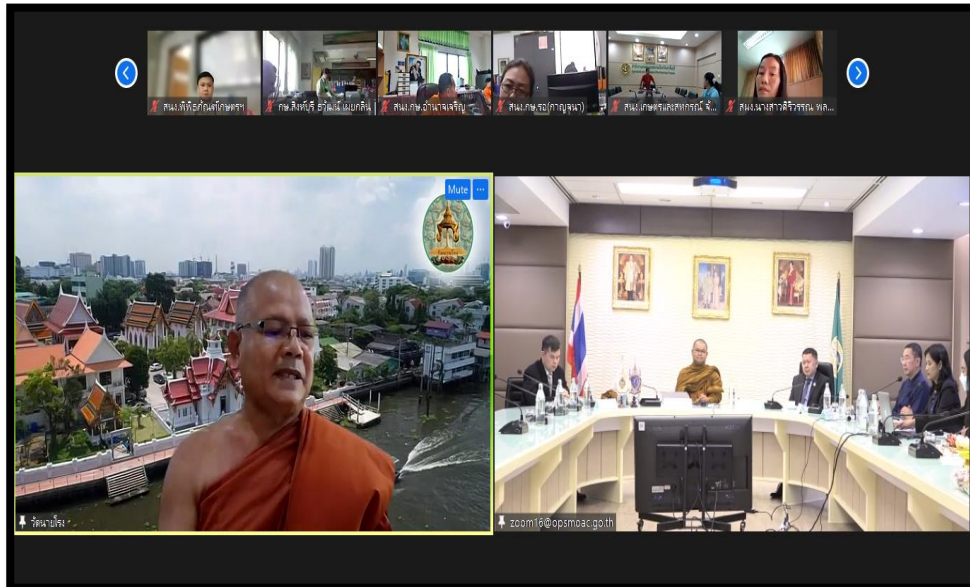 สนง.พิพิธภัณฑ์เกษตรฯ
กษ.สิงห์บุรี ธวัฒน์ เผยกลิ่น
สนง.กษ.อำนาจเจริญ
สนง.กษ.รอ(กาญจนา)
สนง.เกษตรและสหกรณ์ จั...
สมง.นางสาวศิริวรรณ พล...
Mute
วัดนายโรง
zoom16@opsmoac.go.th